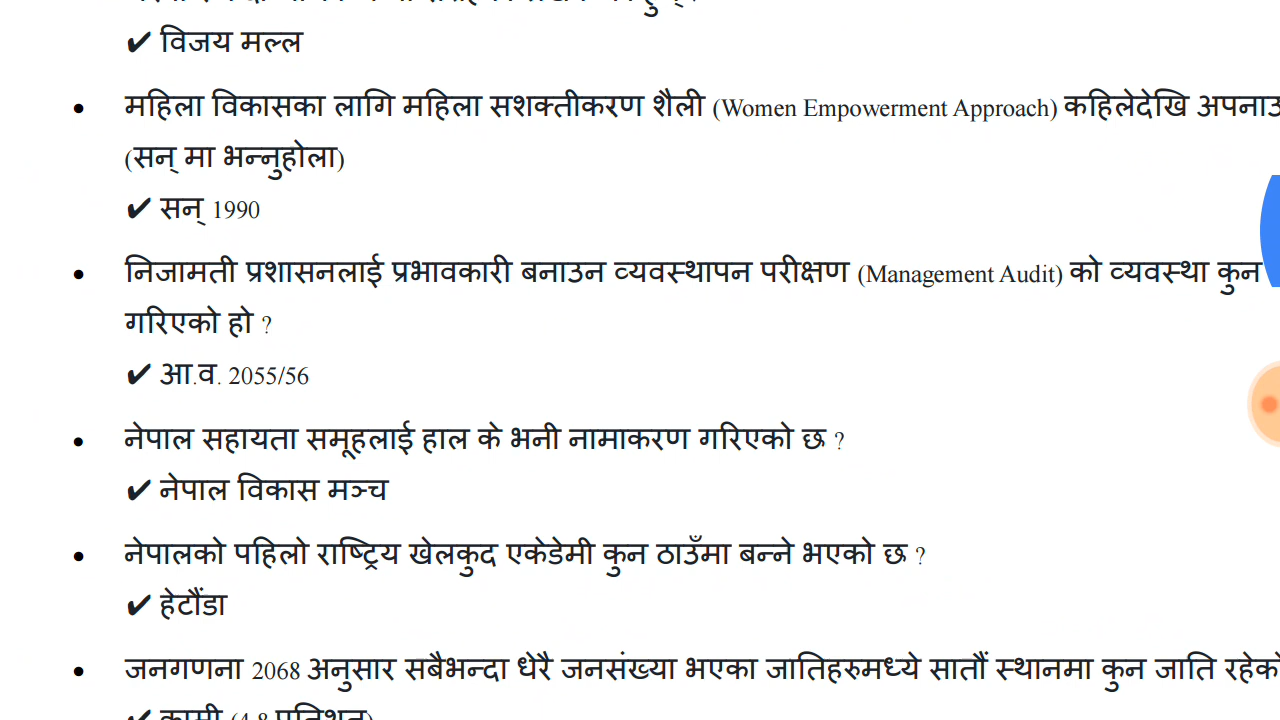 ✔ विजय मल्ल
• महिला विकासका लागि महिला सशक्तीकरण शैली (Women Empowerment Approach) कहिलेदेखि
(सन् मा भन्नुहोला)
✔ सन् 1990
• निजामती प्रशासनलाई प्रभावकारी बनाउन व्यवस्थापन परीक्षण (Management Audit) को व्यवस्था कुन
गरिएको हो ?
✔ आ.व. 2055/56
• नेपाल सहायता समूहलाई हाल के भनी नामाकरण गरिएको छ ?
✔ नेपाल विकास मञ्च
• नेपालको पहिलो राष्ट्रिय खेलकुद एकेडेमी कुन ठाउँमा बन्ने भएको छ ?
✔ हेटौंडा
• जनगणना 2068 अनुसार सबैभन्दा धेरै जनसंख्या भएका जातिहरुमध्ये सातौं स्थानमा कुन जाति